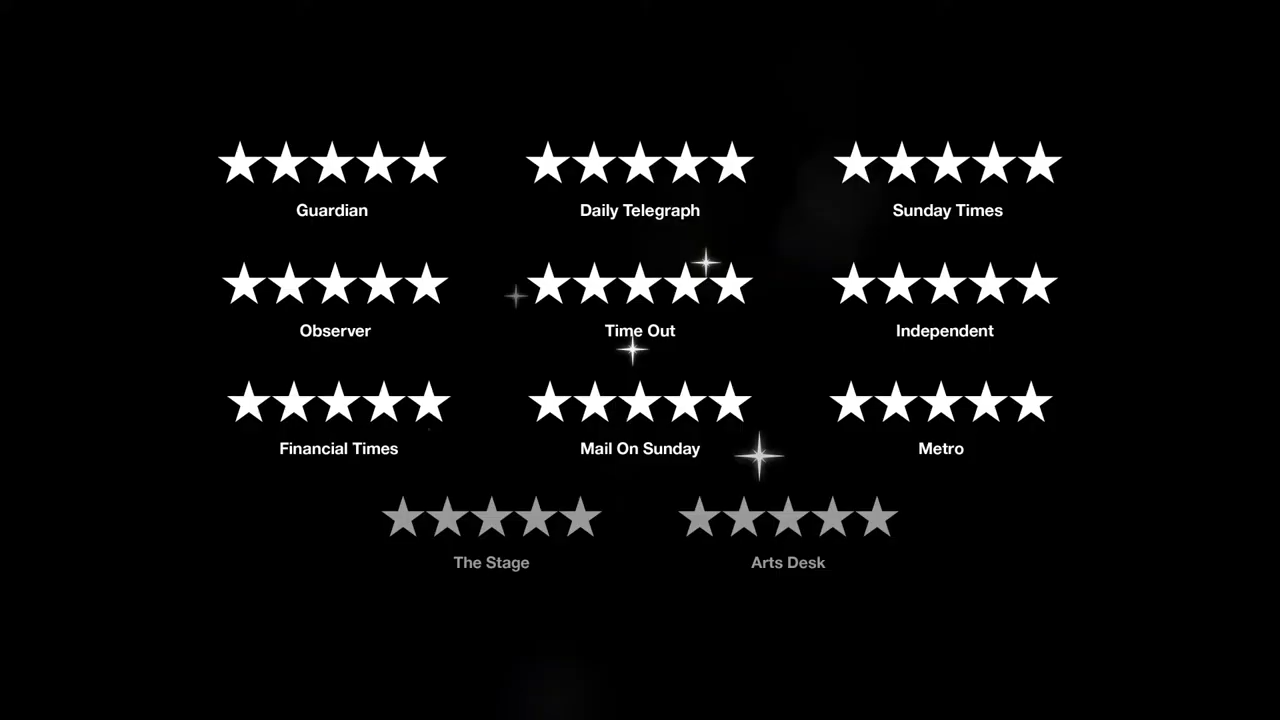 Guardian
Daily Telegraph
Sunday Times
Observer
Time Out
Independent
Financial Times
Mail On Sunday
Metro
The Stage
Arts Desk